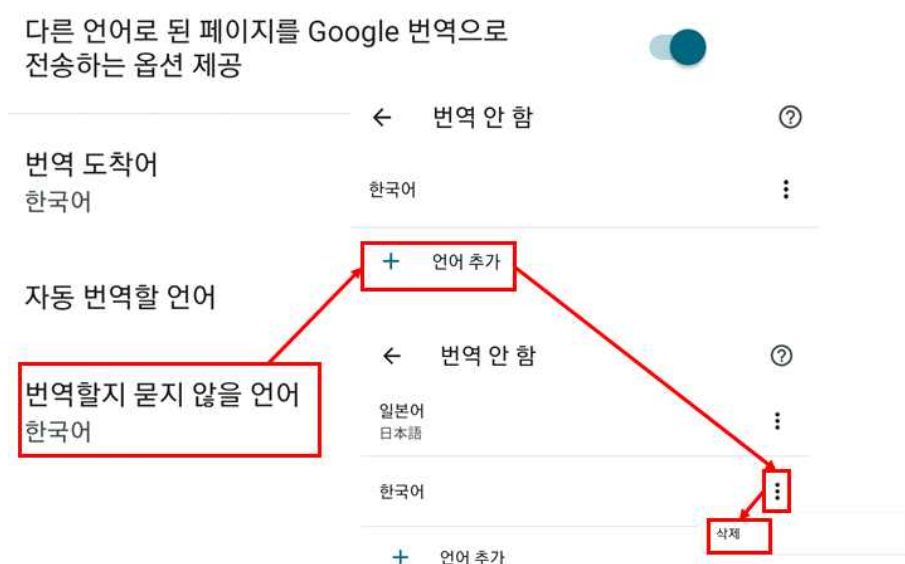 다른 언어로 된 페이지를 Google 번역으로
전송하는 옵션 제공
번역 도착어
한국어
자동 번역할 언어
번역할지 묻지 않을 언어
한국어
번역 안 함
한국어
언어 추가
번역 안 함
일본어
日本語
한국어
삭제
언어 추가